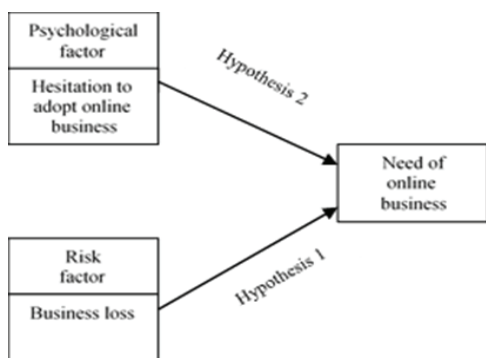 Psychological
factor
Hesitation to
adopt online
business
Hypothesis 2
Need of
online
business
Risk
factor
Business loss
Hypothesis 1